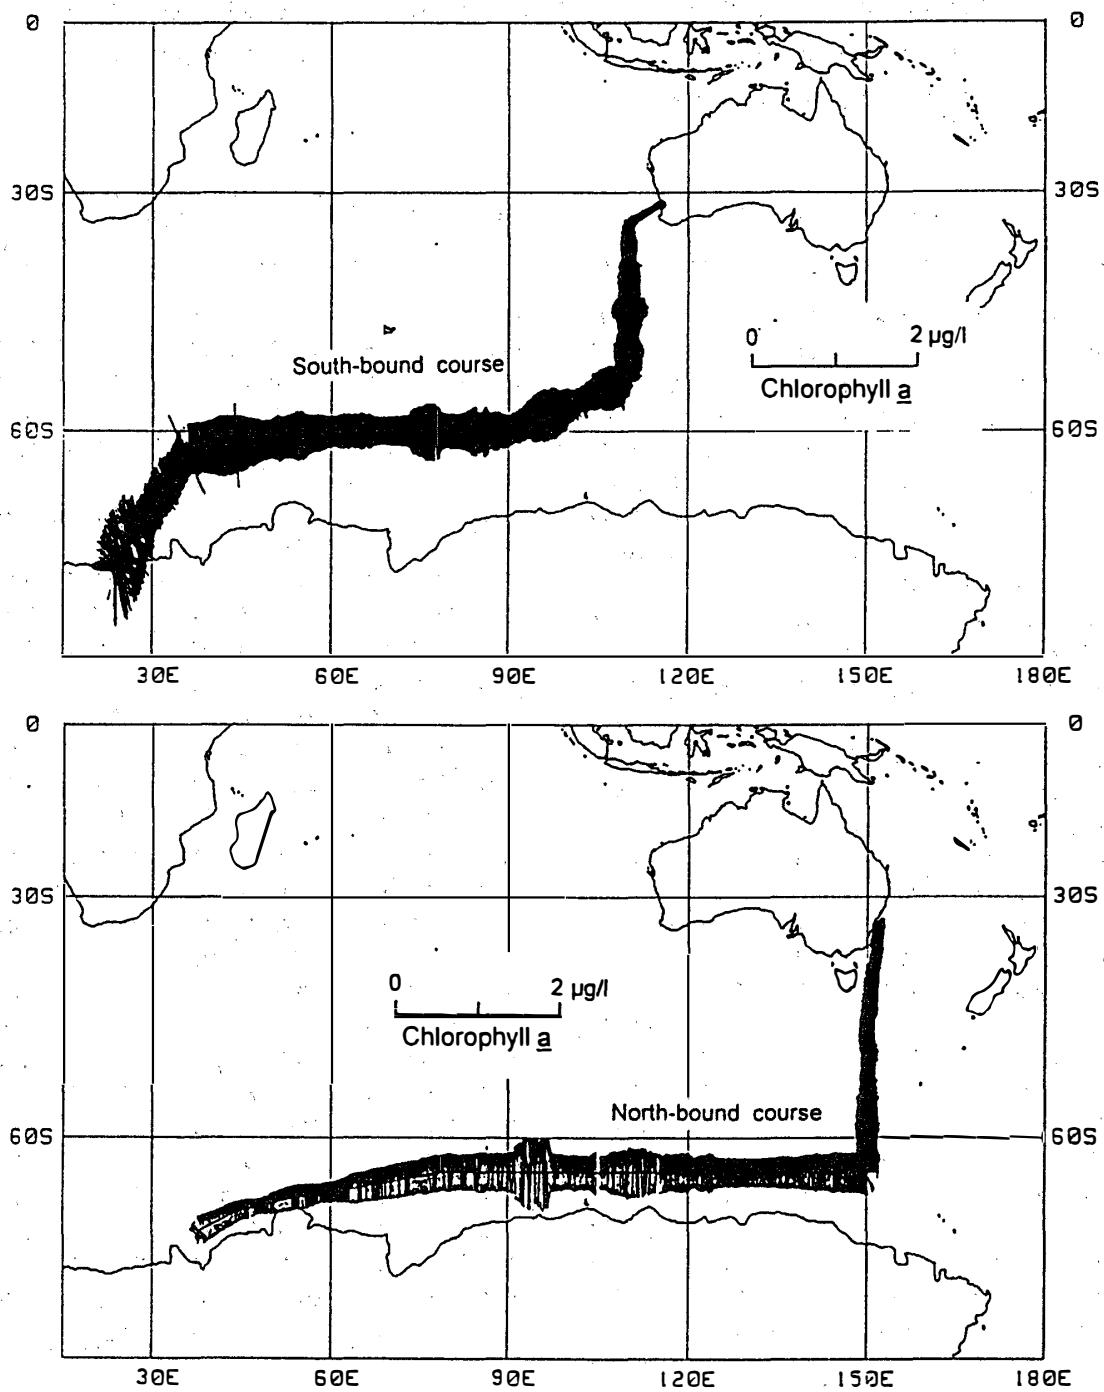 0 0
30S 30S
0 2 µg/l
South-bound course
Chlorophyll a
60S 60S
30E 60E 90E 120E 150E 180E
0 0
30S 30S
0 2 µg/l
Chlorophyll a
North-bound course
60S 60S
30E 60E 90E 120E 150E 180E